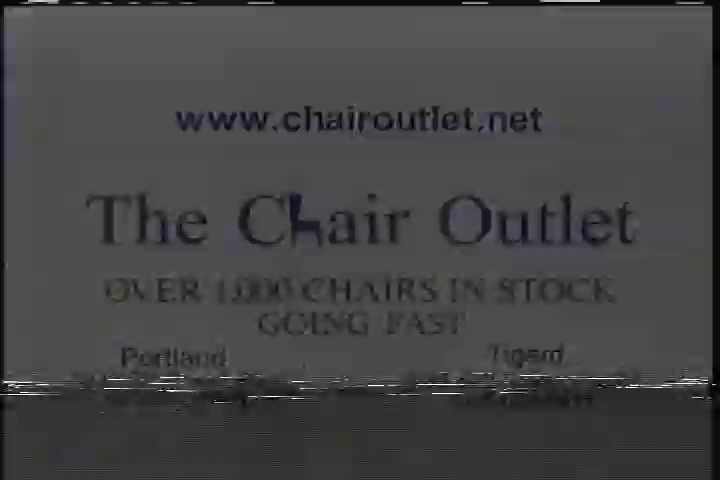 www.chairoutlet.net
The Chair Outlet
OVER 1,000 CHAIRS IN STOCK
GOING FAST
Portland
Tigard